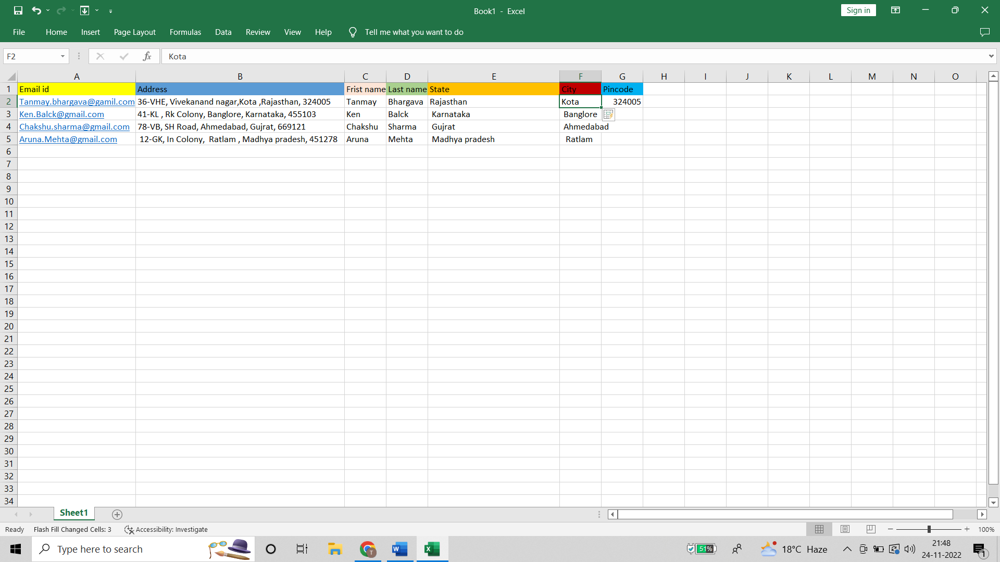 Book1 - Excel
Sign in
File Home Insert Page Layout Formulas Data Review View Help Tell me what you want to do
F2 fx Kota
A B C D E F G H I J K L M N O
1 Email id Address Frist name Last name State City Pincode
2 Tanmay.bhargava@gamil.com 36-VHE, Vivekanand nagar,Kota ,Rajasthan, 324005 Tanmay Bhargava Rajasthan Kota 324005
3 Ken.Balck@gmail.com 41-KL , Rk Colony, Banglore, Karnataka, 455103 Ken Balck Karnataka Banglore
4 Chakshu.sharma@gmail.com 78-VB, SH Road, Ahmedabad, Gujrat, 669121 Chakshu Sharma Gujrat Ahmedabad
5 Aruna.Mehta@gmail.com 12-GK, In Colony, Ratlam , Madhya pradesh, 451278 Aruna Mehta Madhya pradesh Ratlam
6
7
8
9
10
11
12
13
14
15
16
17
18
19
20
21
22
23
24
25
26
27
28
29
30
31
32
33
34
Sheet1
Ready Flash Fill Changed Cells: 3 Accessibility: Investigate 100%
Type here to search T W X 51% 18°C Haze 21:48
24-11-2022 1